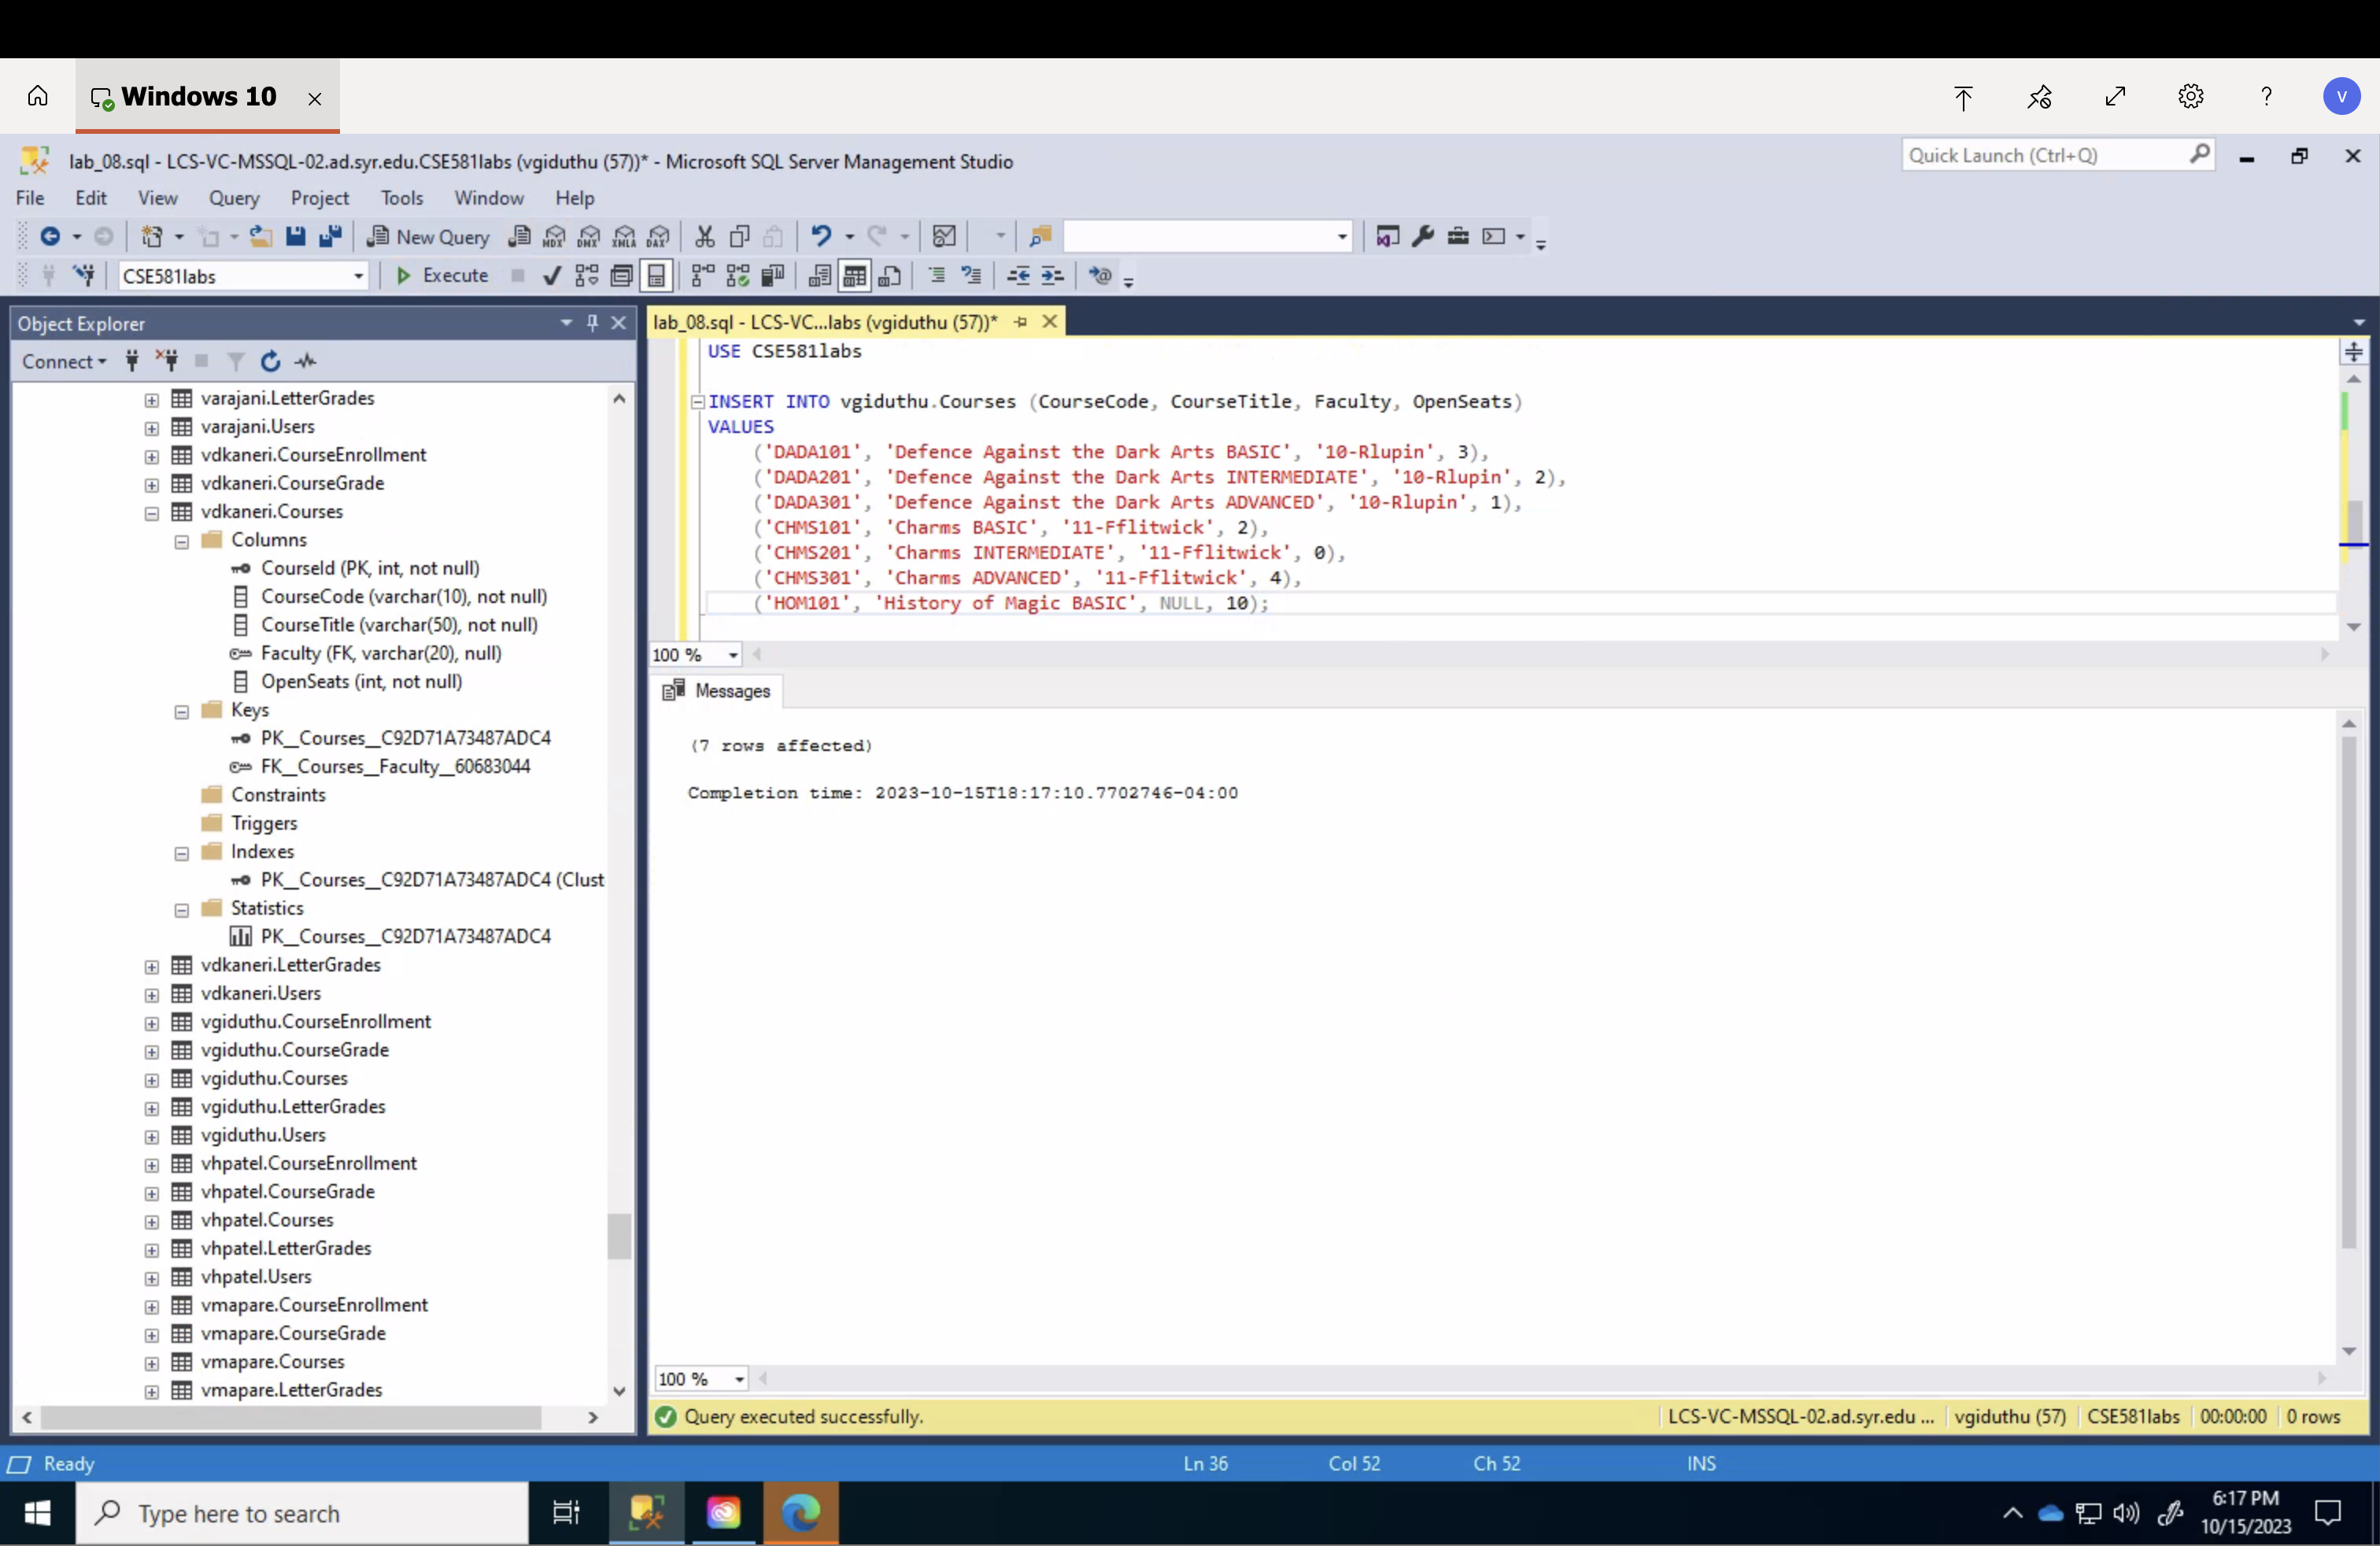 Windows 10
?
V
lab_08.sql - LCS-VC-MSSQL-02.ad.syr.edu.CSE581labs (vgiduthu (57))* - Microsoft SQL Server Management Studio
Quick Launch (Ctrl+Q)
File Edit View Query Project Tools Window Help
New Query MDX DMX XMLA DAX
CSE581labs Execute
Object Explorer
Connect
varajani.LetterGrades
varajani.Users
vdkaneri.CourseEnrollment
vdkaneri.CourseGrade
vdkaneri.Courses
Columns
CourseId (PK, int, not null)
CourseCode (varchar(10), not null)
CourseTitle (varchar(50), not null)
Faculty (FK, varchar(20), null)
OpenSeats (int, not null)
Keys
PK__Courses__C92D71A73487ADC4
FK__Courses__Faculty__60683044
Constraints
Triggers
Indexes
PK__Courses__C92D71A73487ADC4 (Clust
Statistics
PK__Courses__C92D71A73487ADC4
vdkaneri.LetterGrades
vdkaneri.Users
vgiduthu.CourseEnrollment
vgiduthu.CourseGrade
vgiduthu.Courses
vgiduthu.LetterGrades
vgiduthu.Users
vhpatel.CourseEnrollment
vhpatel.CourseGrade
vhpatel.Courses
vhpatel.LetterGrades
vhpatel.Users
vmapare.CourseEnrollment
vmapare.CourseGrade
vmapare.Courses
vmapare.LetterGrades
lab_08.sql - LCS-VC...labs (vgiduthu (57))*
USE CSE581labs
INSERT INTO vgiduthu.Courses (CourseCode, CourseTitle, Faculty, OpenSeats)
VALUES
('DADA101', 'Defence Against the Dark Arts BASIC', '10-Rlupin', 3),
('DADA201', 'Defence Against the Dark Arts INTERMEDIATE', '10-Rlupin', 2),
('DADA301', 'Defence Against the Dark Arts ADVANCED', '10-Rlupin', 1),
('CHMS101', 'Charms BASIC', '11-Fflitwick', 2),
('CHMS201', 'Charms INTERMEDIATE', '11-Fflitwick', 0),
('CHMS301', 'Charms ADVANCED', '11-Fflitwick', 4),
('HOM101', 'History of Magic BASIC', NULL, 10);
100 %
Messages
(7 rows affected)
Completion time: 2023-10-15T18:17:10.7702746-04:00
100 %
Query executed successfully. LCS-VC-MSSQL-02.ad.syr.edu ... vgiduthu (57) CSE581labs 00:00:00 0 rows
Ready Ln 36 Col 52 Ch 52 INS
Type here to search
6:17 PM
10/15/2023